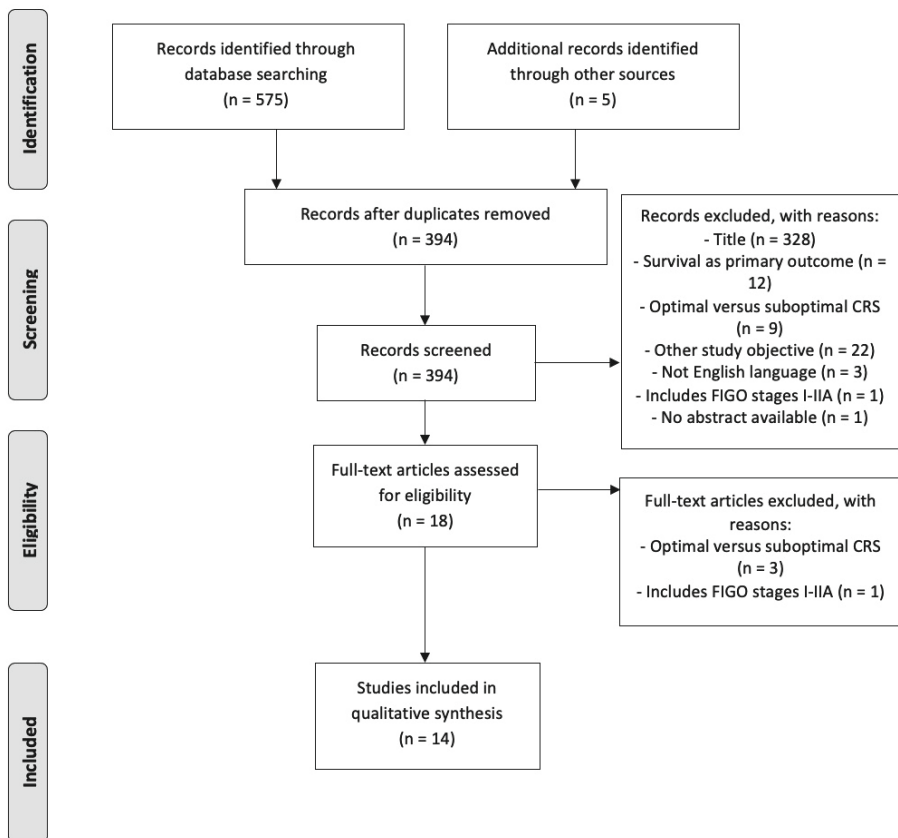 Identification
Records identified through
database searching
(n = 575)
Additional records identified
through other sources
(n = 5)
Screening
Records after duplicates removed
(n = 394)
Records screened
(n = 394)
Records excluded, with reasons:
- Title (n = 328)
- Survival as primary outcome (n =
12)
- Optimal versus suboptimal CRS
(n = 9)
- Other study objective (n = 22)
- Not English language (n = 3)
- Includes FIGO stages I-IIA (n = 1)
- No abstract available (n = 1)
Eligibility
Full-text articles assessed
for eligibility
(n = 18)
Full-text articles excluded, with
reasons:
- Optimal versus suboptimal CRS
(n = 3)
- Includes FIGO stages I-IIA (n = 1)
Included
Studies included in
qualitative synthesis
(n = 14)